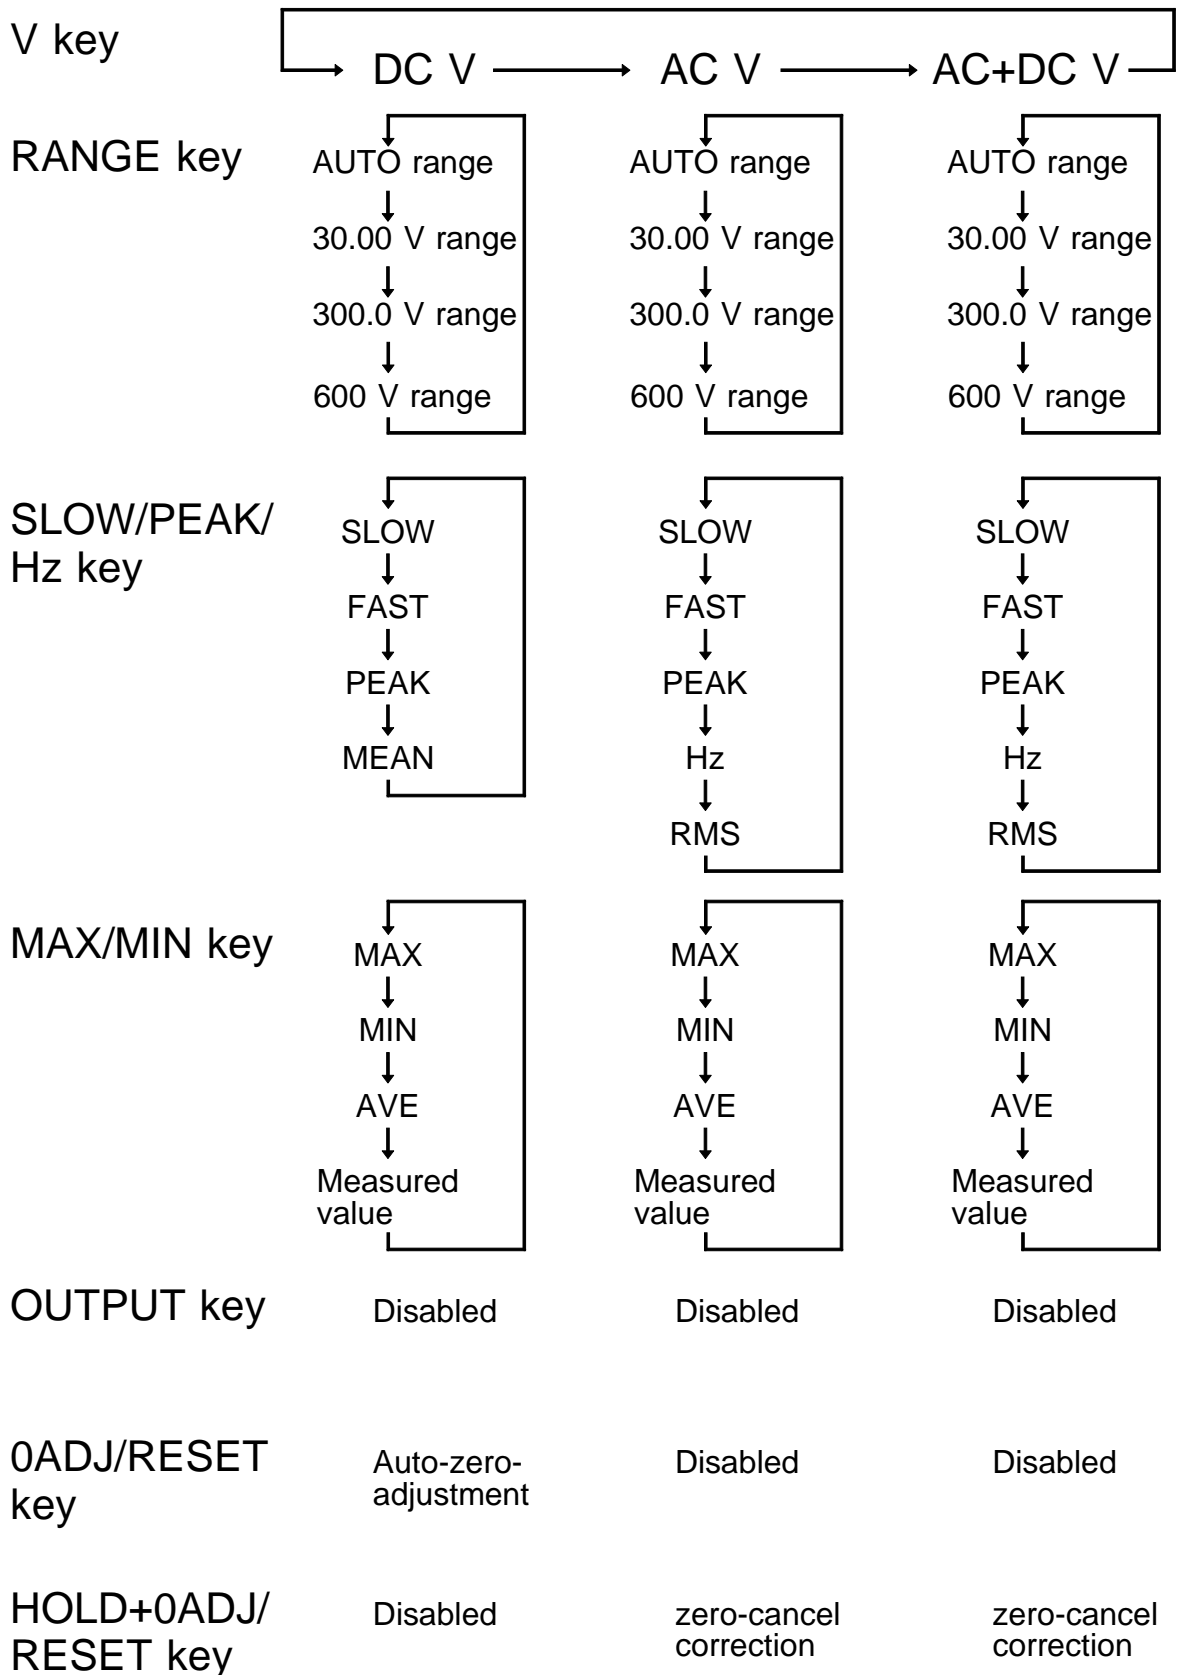 V key
DC V AC V AC+DC V
RANGE key
AUTO range AUTO range AUTO range
30.00 V range 30.00 V range 30.00 V range
300.0 V range 300.0 V range 300.0 V range
600 V range 600 V range 600 V range
SLOW/PEAK/
Hz key
SLOW SLOW SLOW
FAST FAST FAST
PEAK PEAK PEAK
MEAN Hz Hz
RMS RMS
MAX/MIN key
MAX MAX MAX
MIN MIN MIN
AVE AVE AVE
Measured Measured Measured
value value value
OUTPUT key
Disabled Disabled Disabled
0ADJ/RESET
key
Auto-zero- Disabled Disabled
adjustment
HOLD+0ADJ/
RESET key
Disabled zero-cancel zero-cancel
correction correction